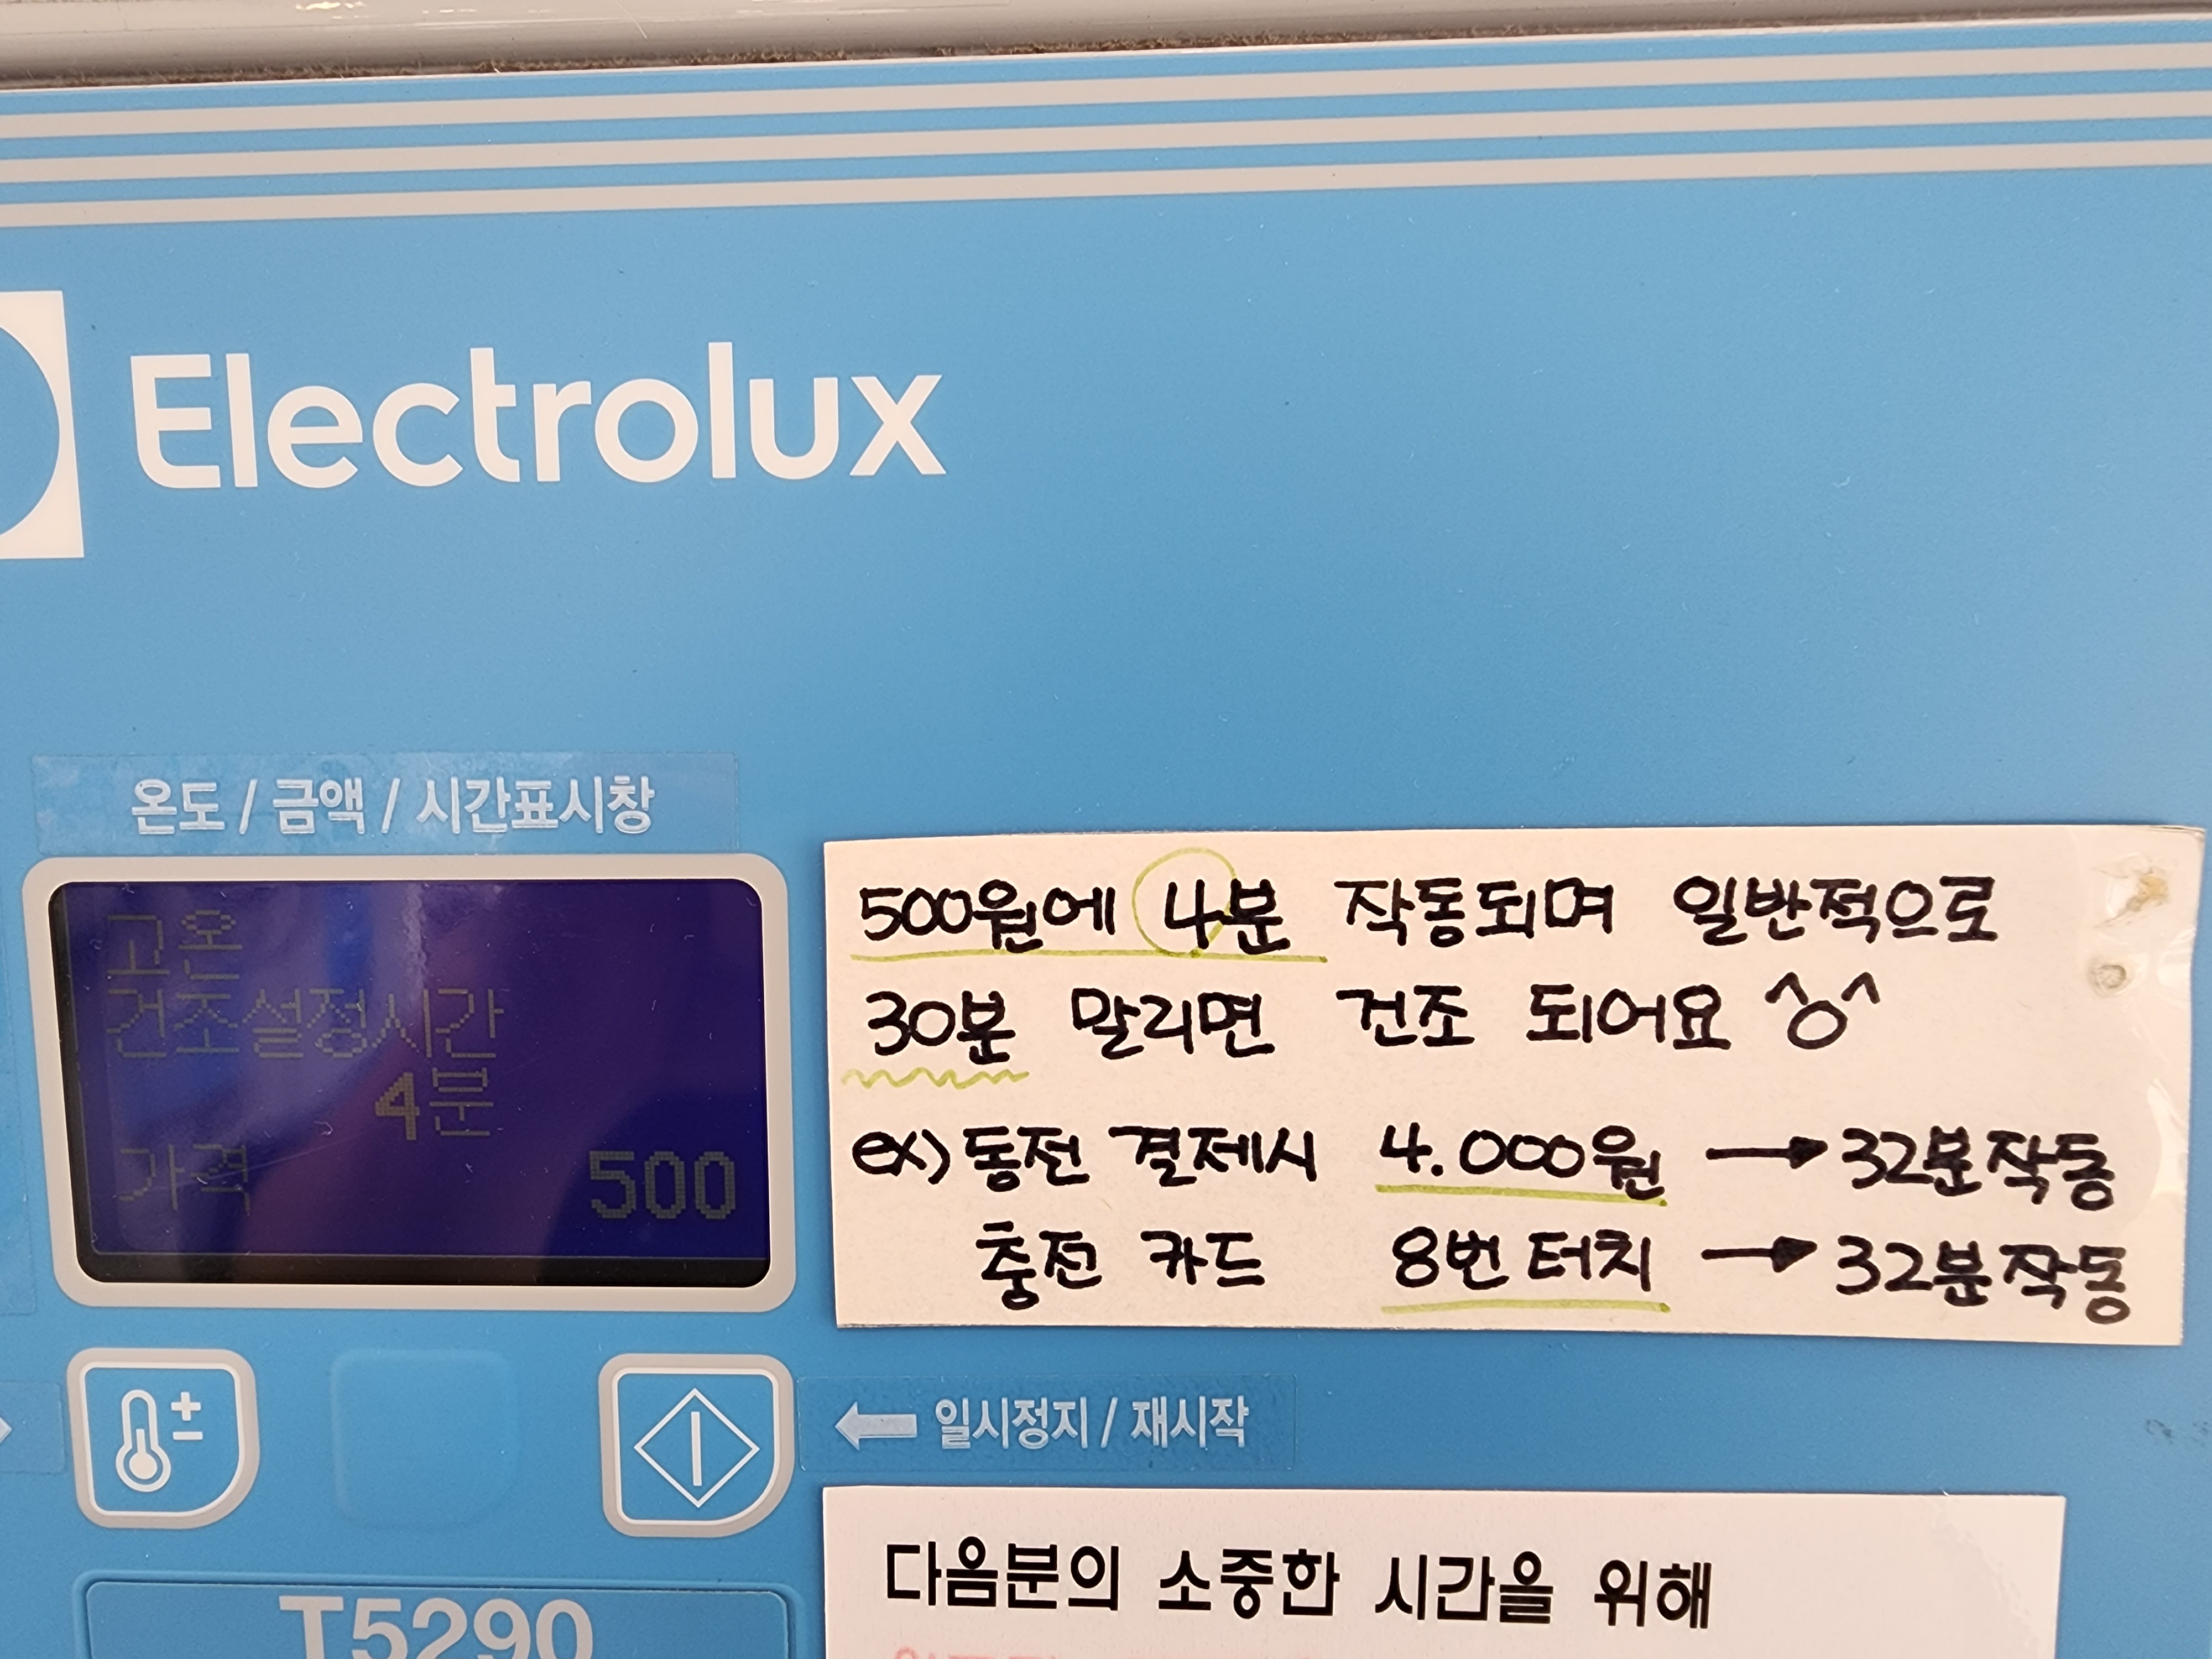 Electrolux
온도 / 금액 / 시간표시창
고온
건조설정시간
4분
가격 500
500원에 4분 작동되며 일반적으로
30분 말리면 건조 되어요 ^o^
ex) 동전 결제시 4.000원 → 32분작동
충전 카드 8번 터치 → 32분작동
← 일시정지 / 재시작
T5290
다음분의 소중한 시간을 위해